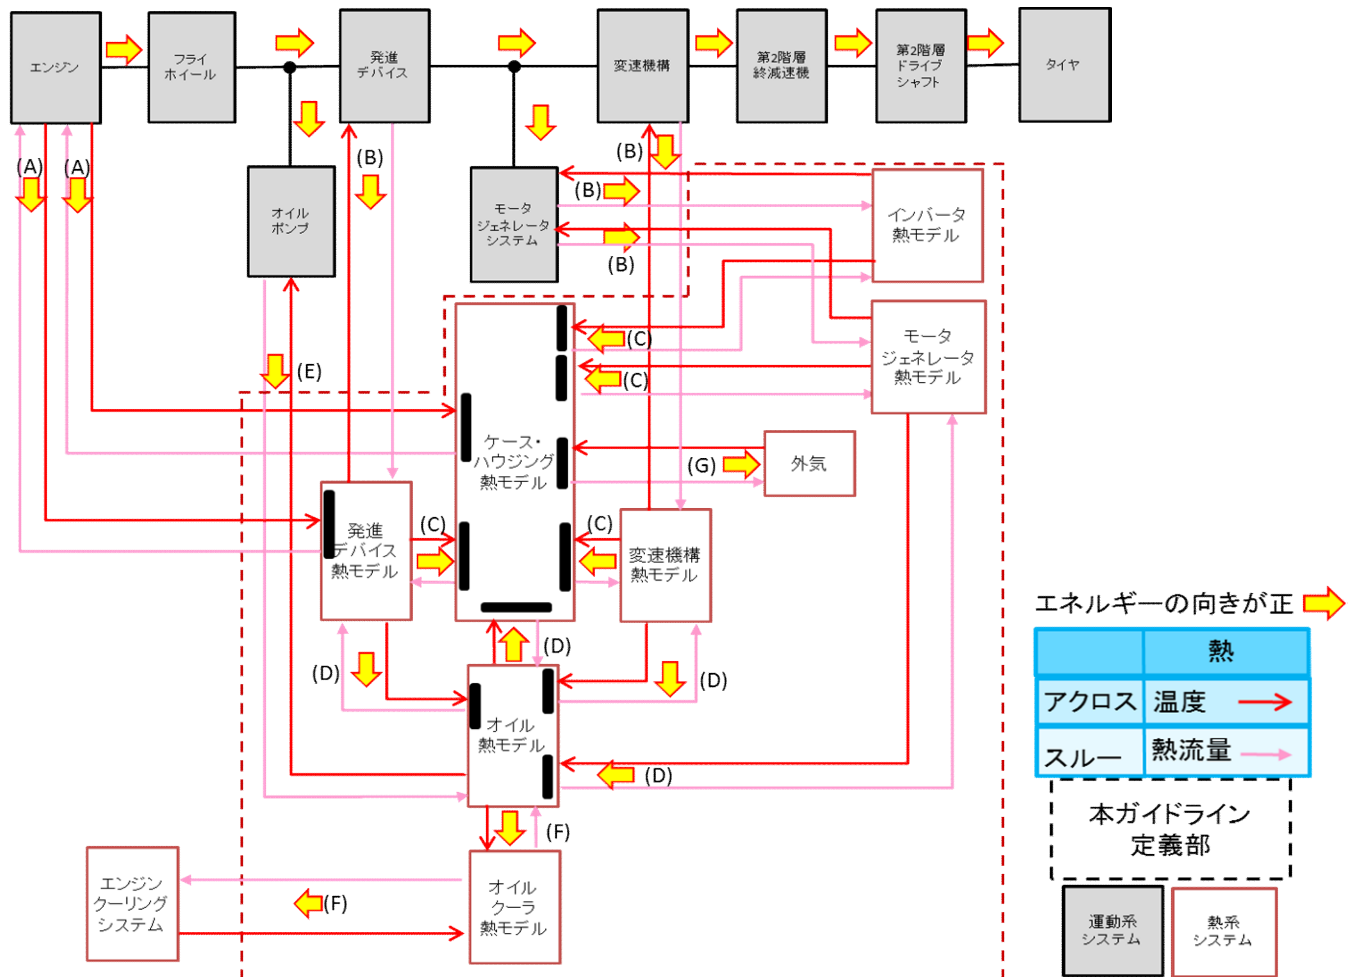 エンジン
フライ
ホイール
発進
デバイス
変速機構
第2階層
終減速機
第2階層
ドライブ
シャフト
タイヤ
(A)
(A)
(B)
(B)
オイル
ポンプ
モータ
ジェネレータ
システム
(B)
(B)
インバータ
熱モデル
(C)
(C)
モータ
ジェネレータ
熱モデル
(E)
ケース・
ハウジング
熱モデル
(G)
外気
発進
デバイス
熱モデル
(C)
(C)
変速機構
熱モデル
(D)
(D)
(D)
オイル
熱モデル
(D)
(F)
エンジン
クーリング
システム
(F)
オイル
クーラ
熱モデル
エネルギーの向きが正
熱
アクロス 温度
スルー 熱流量
本ガイドライン
定義部
運動系
システム
熱系
システム